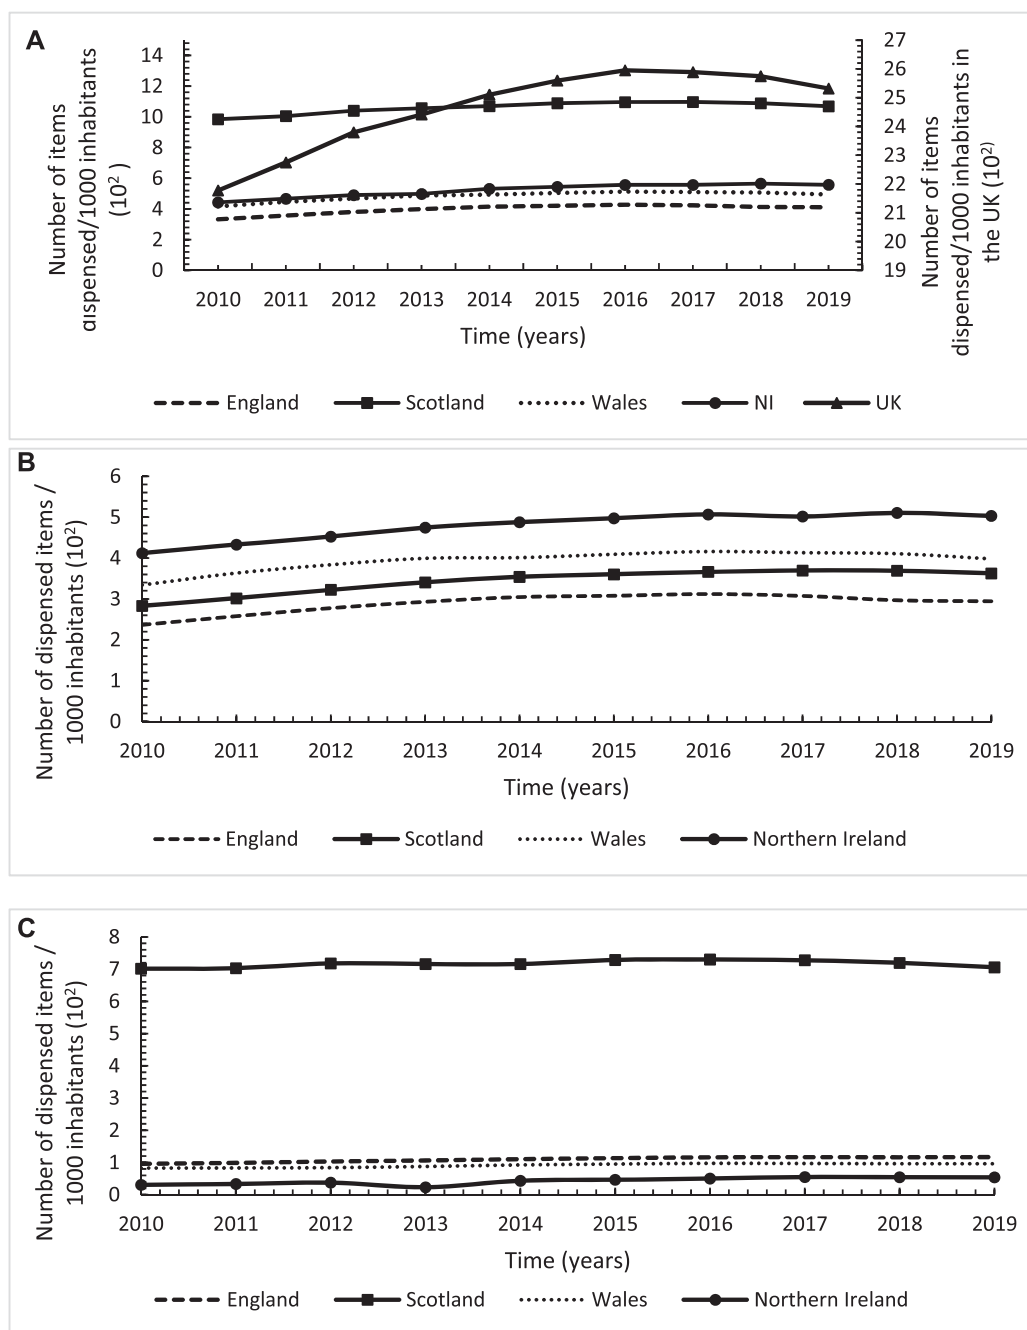 A
Number of items
dispensed/1000 inhabitants
(10²)
14
12
10
8
6
4
2
0
27
26
25
24
23
22
21
20
19
Number of items
dispensed/1000 inhabitants in
the UK (10²)
2010 2011 2012 2013 2014 2015 2016 2017 2018 2019
Time (years)
England Scotland Wales NI UK
B
Number of dispensed items /
1000 inhabitants (10²)
6
5
4
3
2
1
0
2010 2011 2012 2013 2014 2015 2016 2017 2018 2019
Time (years)
England Scotland Wales Northern Ireland
C
Number of dispensed items /
1000 inhabitants (10²)
8
7
6
5
4
3
2
1
0
2010 2011 2012 2013 2014 2015 2016 2017 2018 2019
Time (years)
England Scotland Wales Northern Ireland